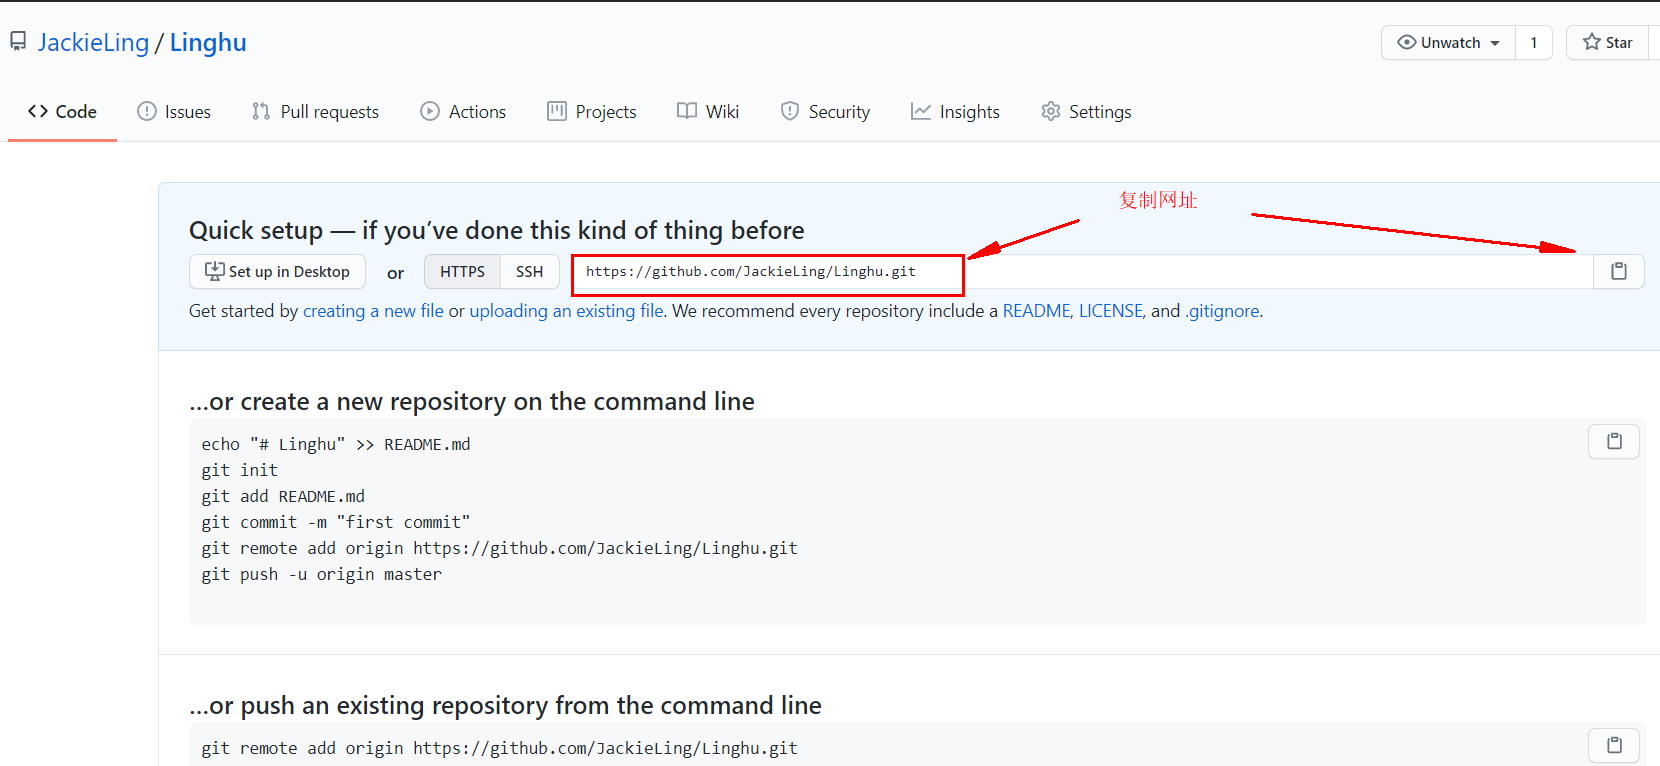 JackieLing / Linghu
Unwatch 1 Star
Code Issues Pull requests Actions Projects Wiki Security Insights Settings
复制网址
Quick setup — if you’ve done this kind of thing before
Set up in Desktop or HTTPS SSH https://github.com/JackieLing/Linghu.git
Get started by creating a new file or uploading an existing file. We recommend every repository include a README, LICENSE, and .gitignore.
…or create a new repository on the command line
echo "# Linghu" >> README.md
git init
git add README.md
git commit -m "first commit"
git remote add origin https://github.com/JackieLing/Linghu.git
git push -u origin master
…or push an existing repository from the command line
git remote add origin https://github.com/JackieLing/Linghu.git